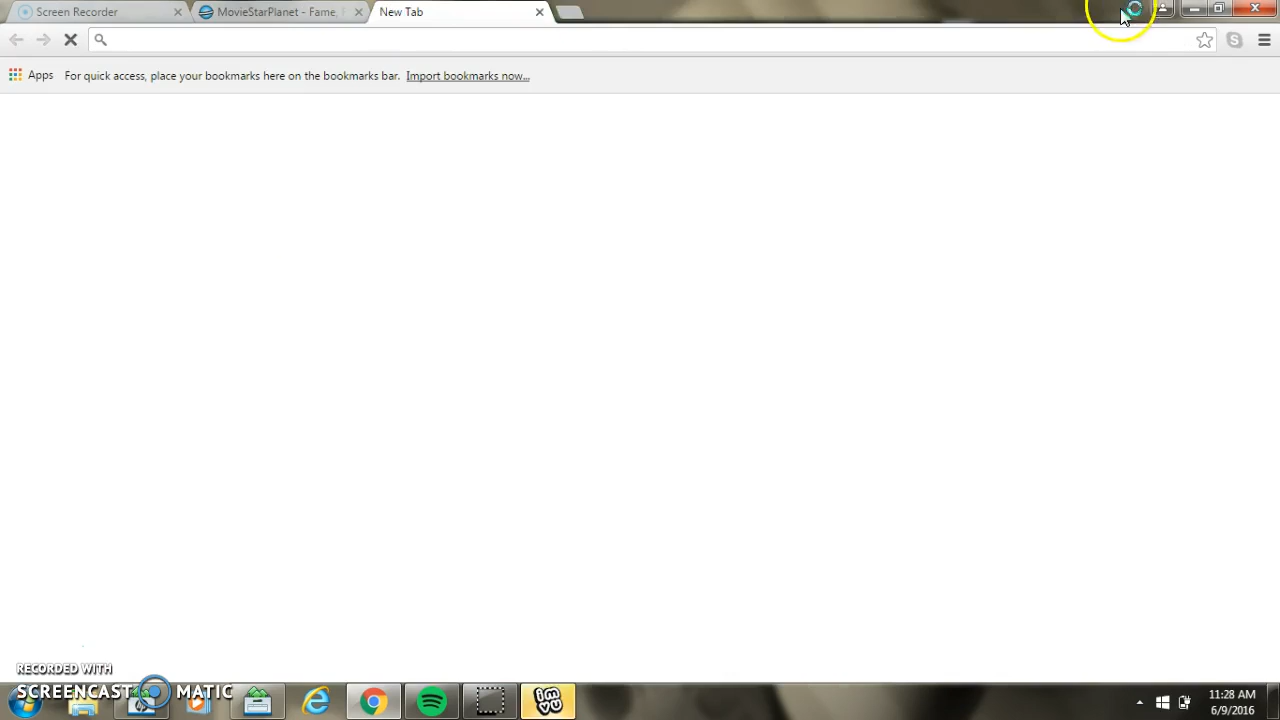 Screen Recorder
MovieStarPlanet - Fame,
New Tab
Apps
For quick access, place your bookmarks here on the bookmarks bar. Import bookmarks now...
RECORDED WITH
SCREENCAST MATIC
imvu
11:28 AM
6/9/2016